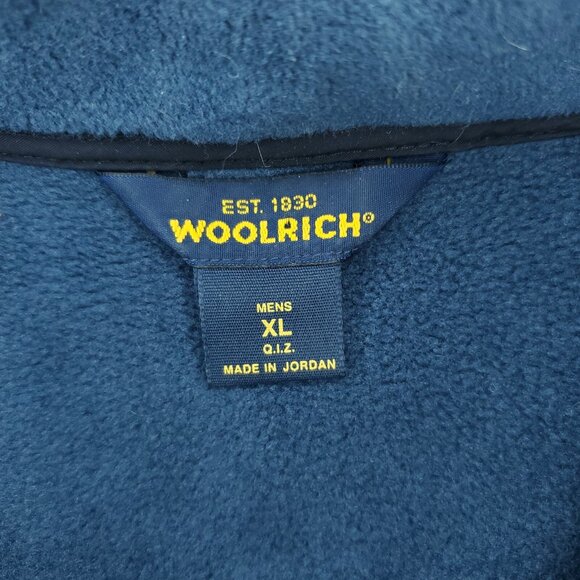 EST. 1830
WOOLRICH®
MENS
XL
Q.I.Z.
MADE IN JORDAN